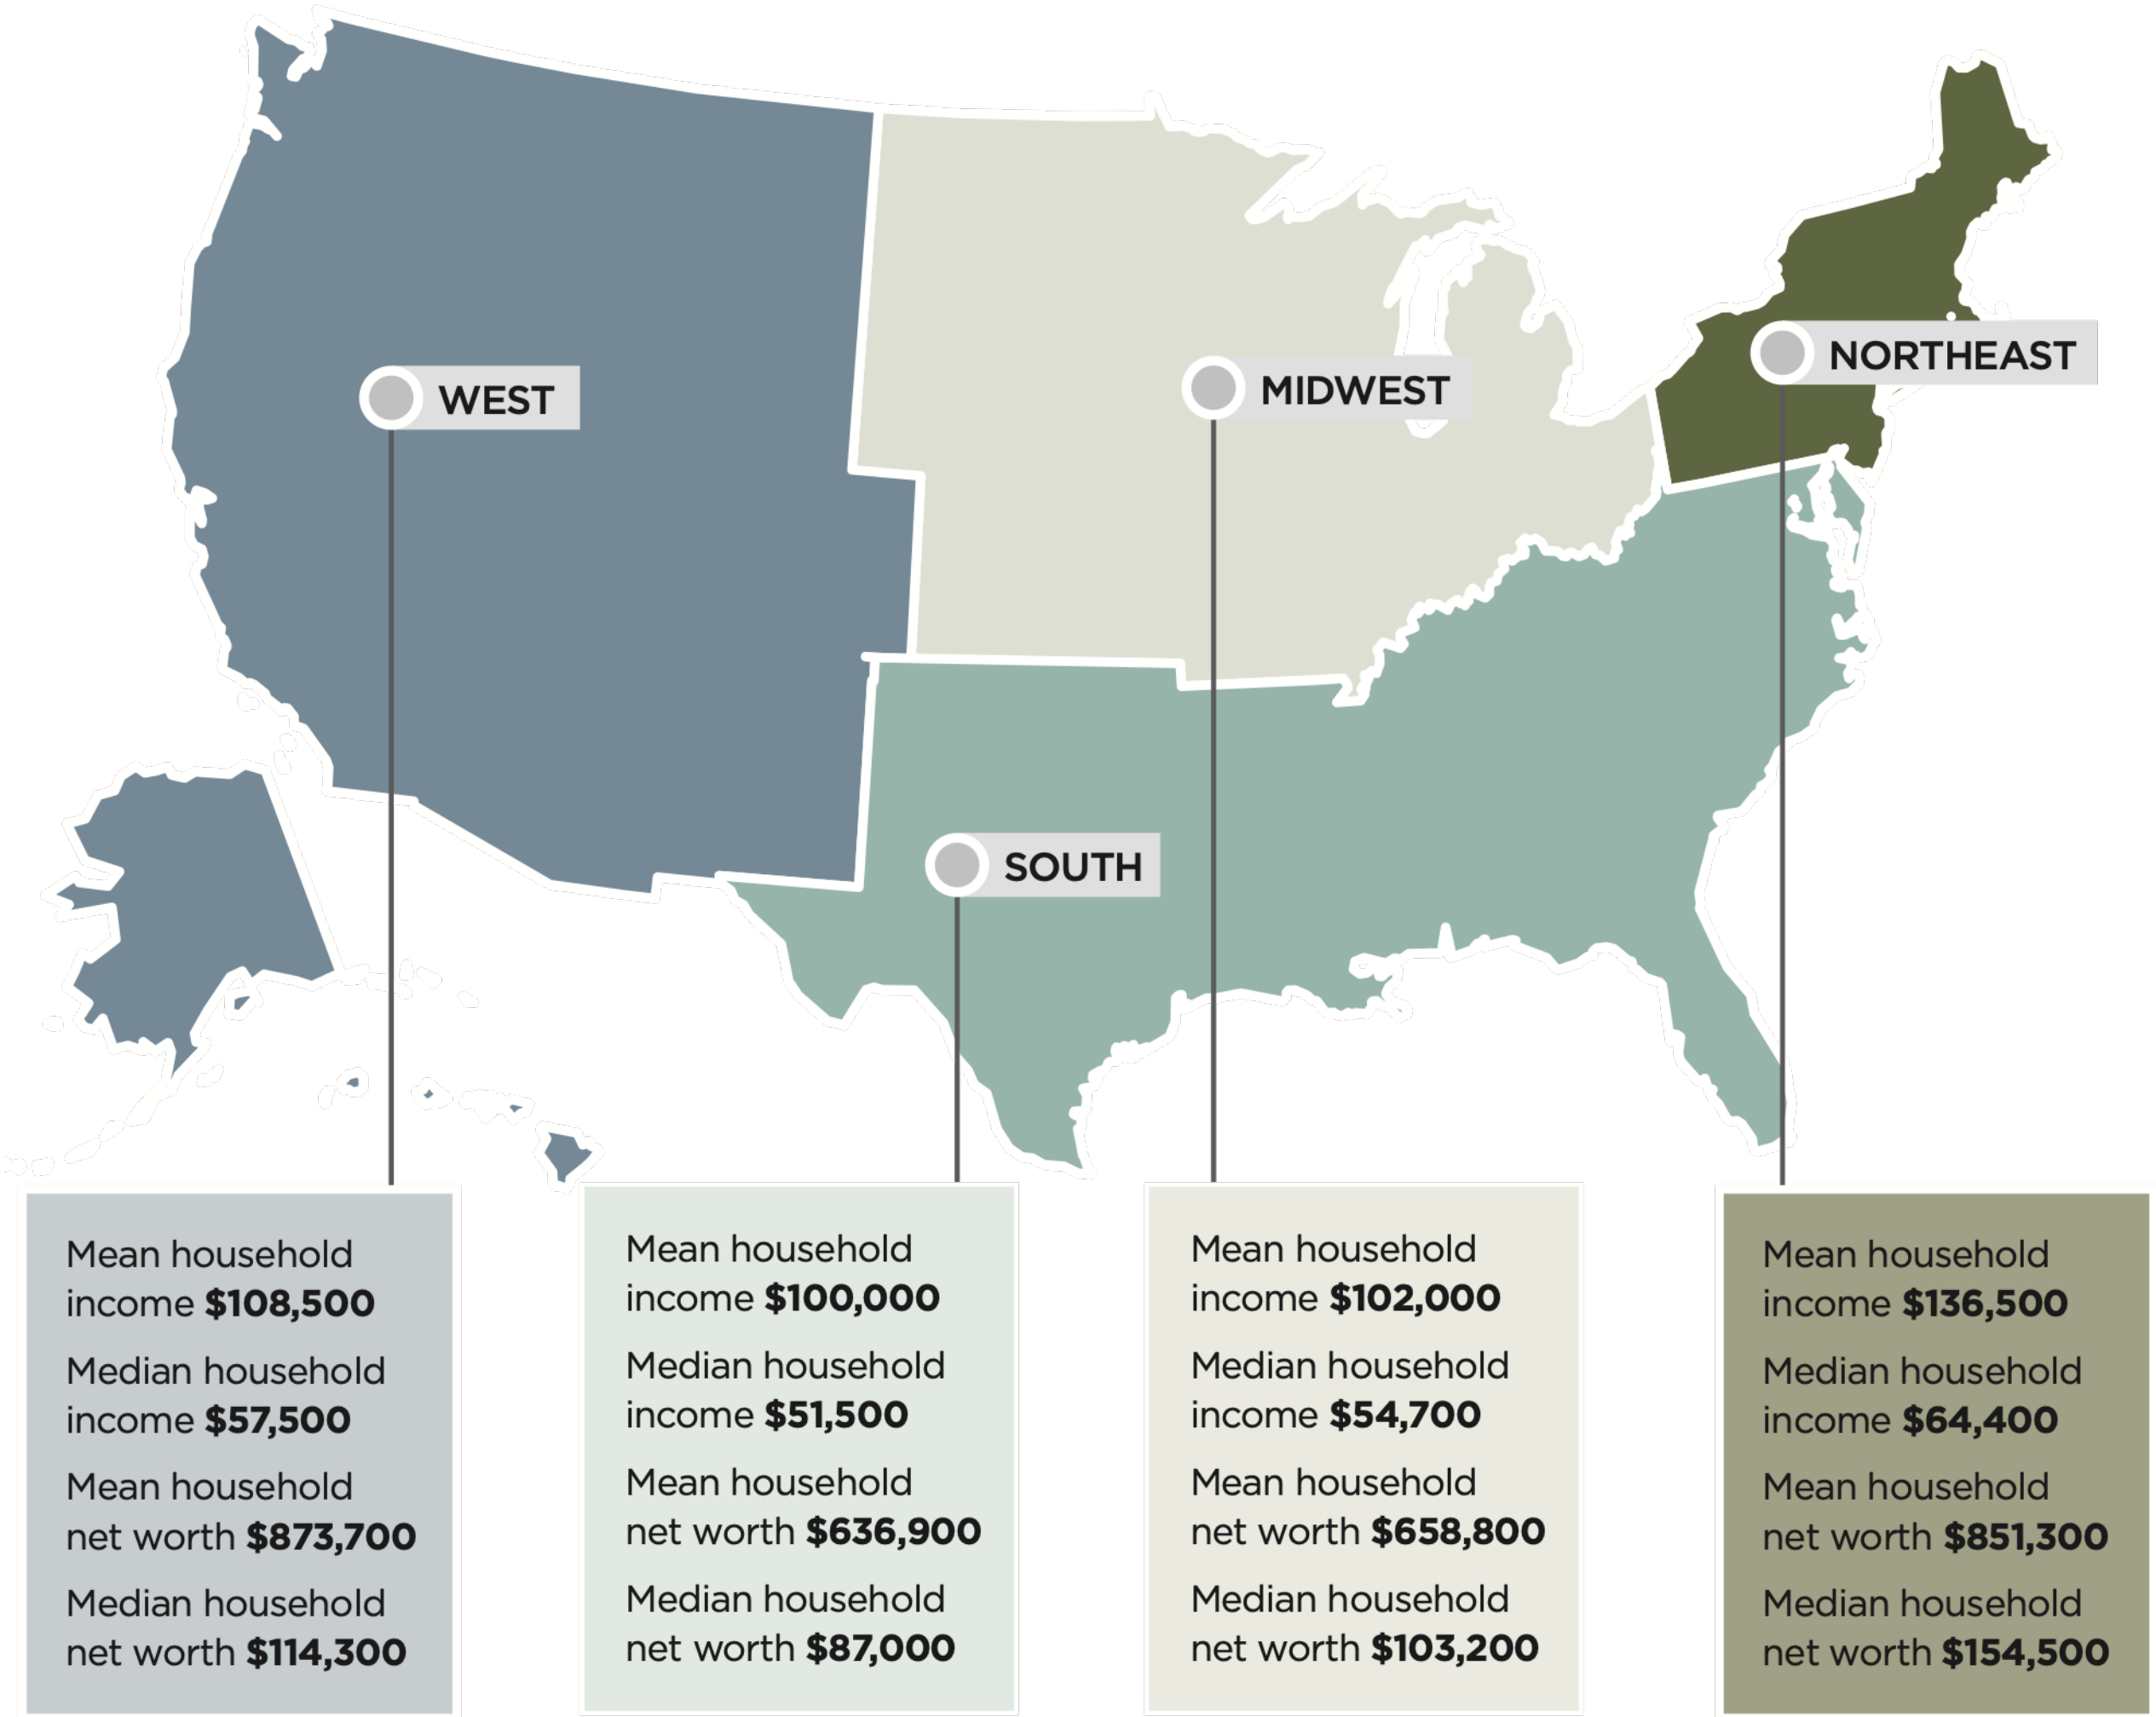 NORTHEAST
MIDWEST
WEST
SOUTH
Mean household
income $108,500
Median household
income $57,500
Mean household
net worth $873,700
Median household
net worth $114,300
Mean household
income $100,000
Median household
income $51,500
Mean household
net worth $636,900
Median household
net worth $87,000
Mean household
income $102,000
Median household
income $54,700
Mean household
net worth $658,800
Median household
net worth $103,200
Mean household
income $136,500
Median household
income $64,400
Mean household
net worth $851,300
Median household
net worth $154,500